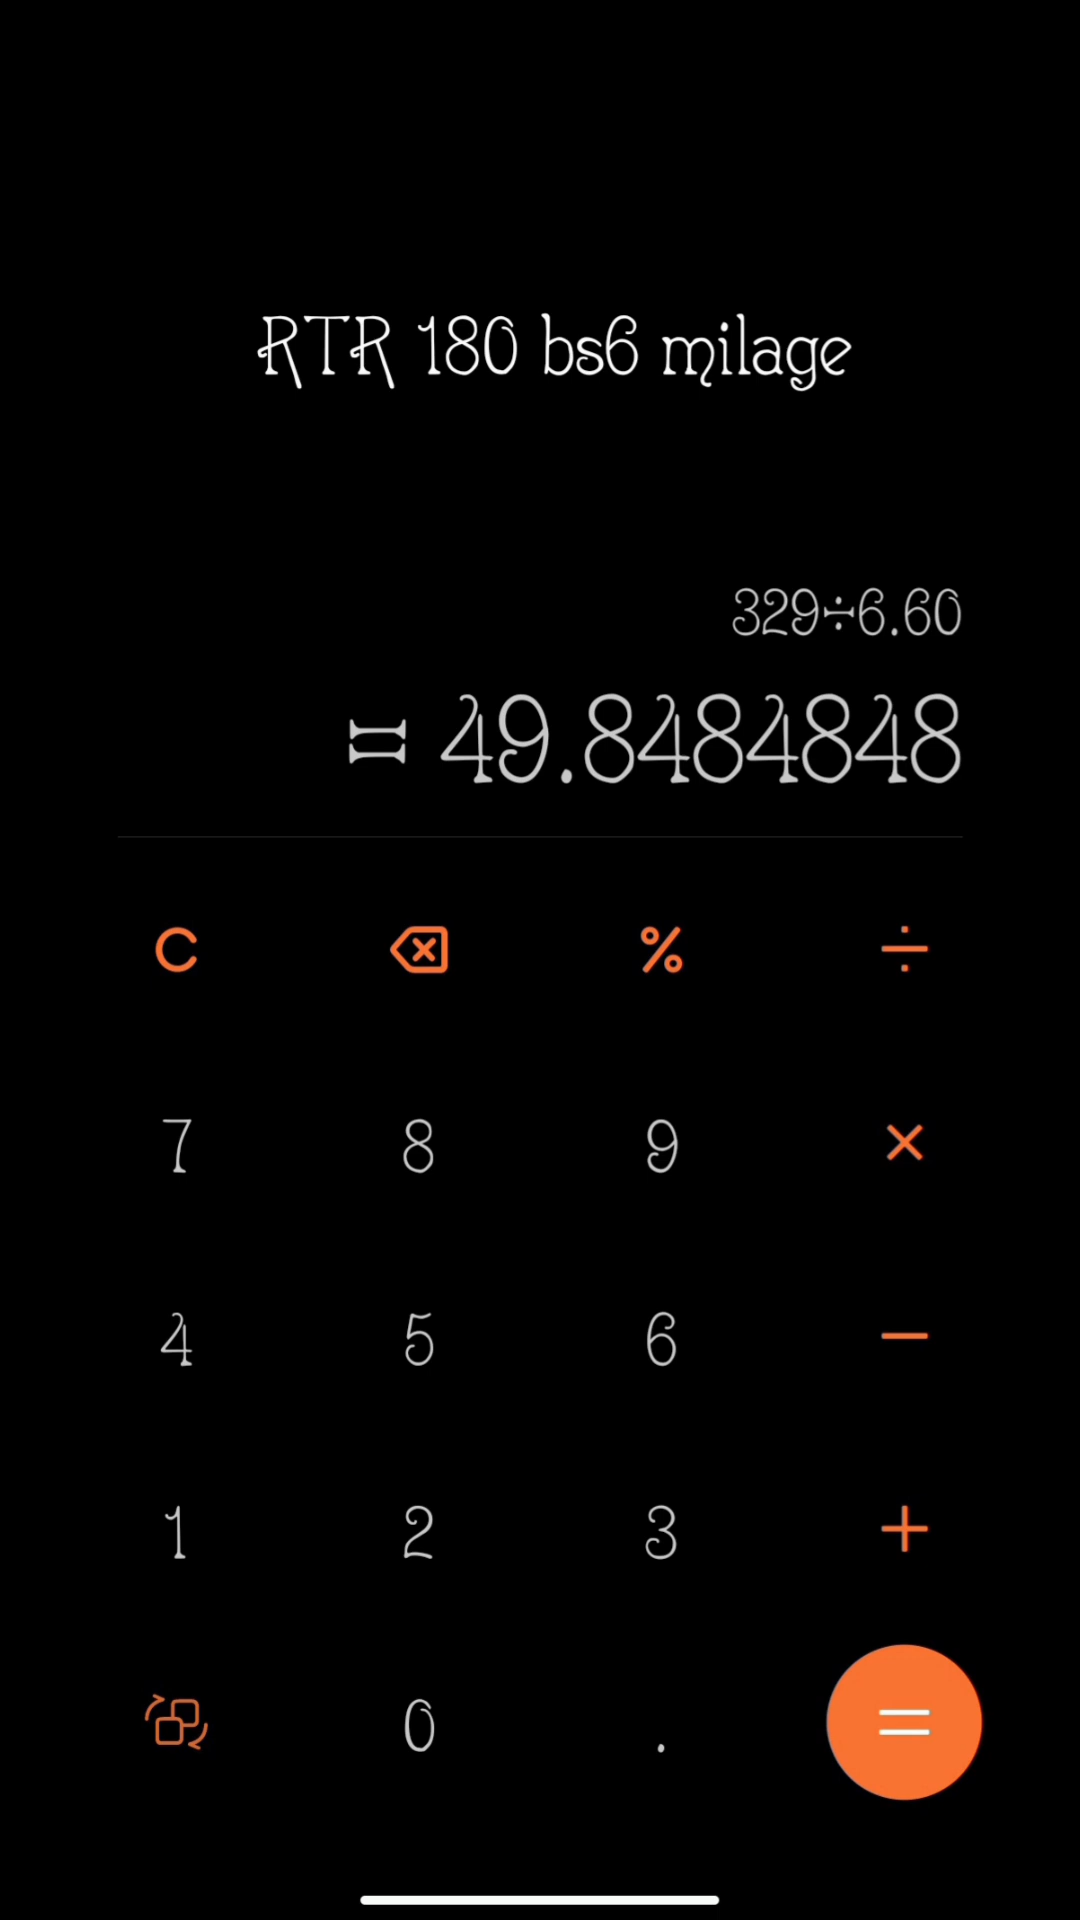 RTR 180 bs6 milage
329÷6.60
= 49.8484848
C % ÷
7 8 9 ×
4 5 6 −
1 2 3 +
0 . =